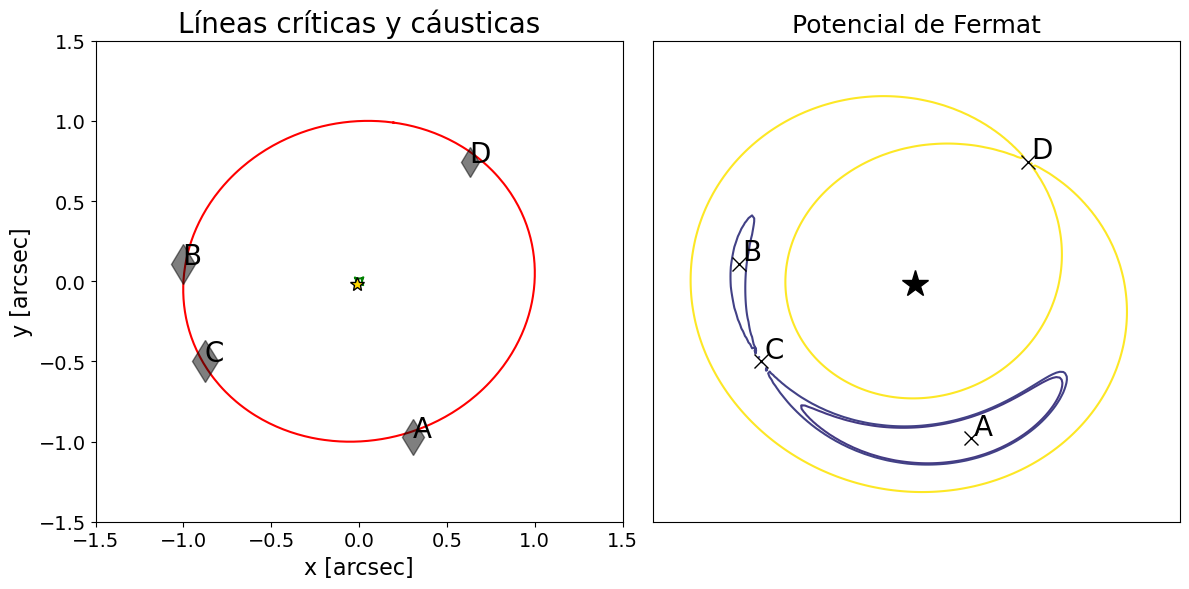 Líneas críticas y cáusticas
Potencial de Fermat
1.5
1.0
0.5
0.0
−0.5
−1.0
−1.5
y [arcsec]
D
B
C
A
−1.5
−1.0
−0.5
0.0
0.5
1.0
1.5
x [arcsec]
D
B
C
A